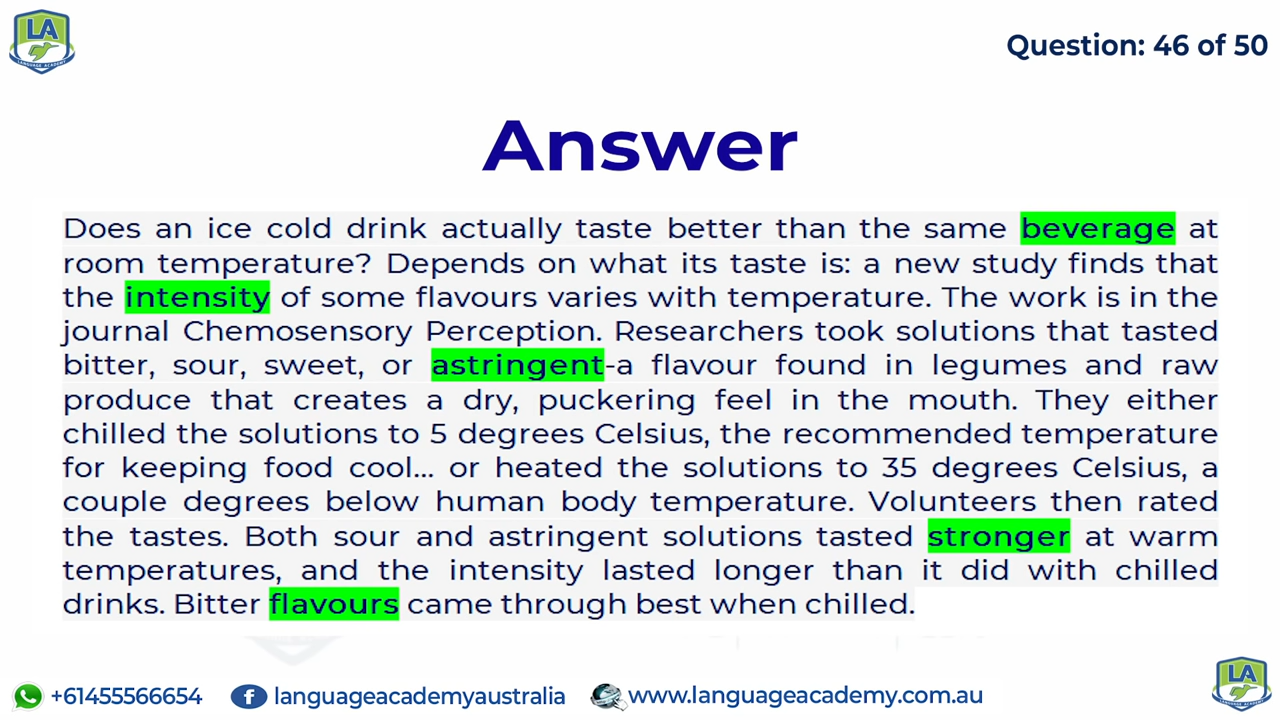 LA
LANGUAGE ACADEMY
Question: 46 of 50
Answer
Does an ice cold drink actually taste better than the same beverage at
room temperature? Depends on what its taste is: a new study finds that
the intensity of some flavours varies with temperature. The work is in the
journal Chemosensory Perception. Researchers took solutions that tasted
bitter, sour, sweet, or astringent-a flavour found in legumes and raw
produce that creates a dry, puckering feel in the mouth. They either
chilled the solutions to 5 degrees Celsius, the recommended temperature
for keeping food cool... or heated the solutions to 35 degrees Celsius, a
couple degrees below human body temperature. Volunteers then rated
the tastes. Both sour and astringent solutions tasted stronger at warm
temperatures, and the intensity lasted longer than it did with chilled
drinks. Bitter flavours came through best when chilled.
+61455566654 languageacademyaustralia www.languageacademy.com.au
LA
LANGUAGE ACADEMY